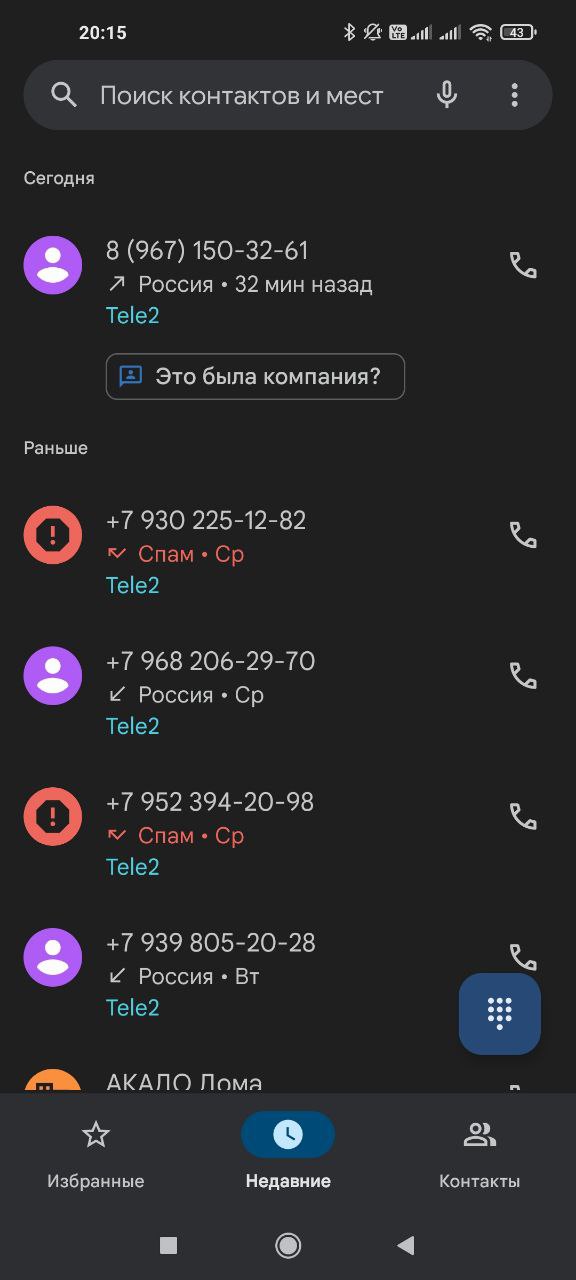 20:15
Vo LTE
43
Поиск контактов и мест
Сегодня
8 (967) 150-32-61
Россия • 32 мин назад
Tele2
Это была компания?
Раньше
+7 930 225-12-82
Спам • Ср
Tele2
+7 968 206-29-70
Россия • Ср
Tele2
+7 952 394-20-98
Спам • Ср
Tele2
+7 939 805-20-28
Россия • Вт
Tele2
АКАДО Дома
Избранные
Недавние
Контакты